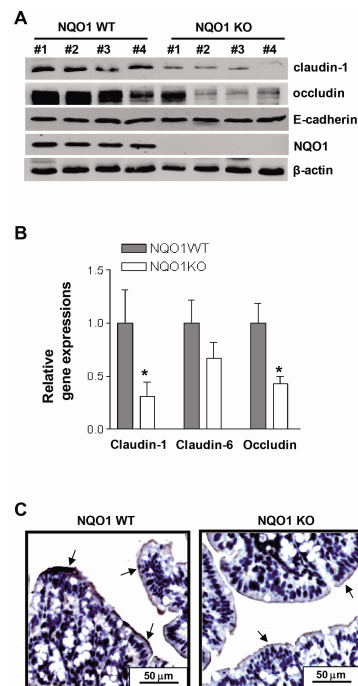 A
NQO1 WT NQO1 KO
#1 #2 #3 #4 #1 #2 #3 #4
claudin-1
occludin
E-cadherin
NQO1
β-actin
B
NQO1WT
NQO1KO
Relative
gene expressions
1.5
1.0
0.5
0.0
*
*
Claudin-1 Claudin-6 Occludin
C
NQO1 WT NQO1 KO
50 µm 50 µm